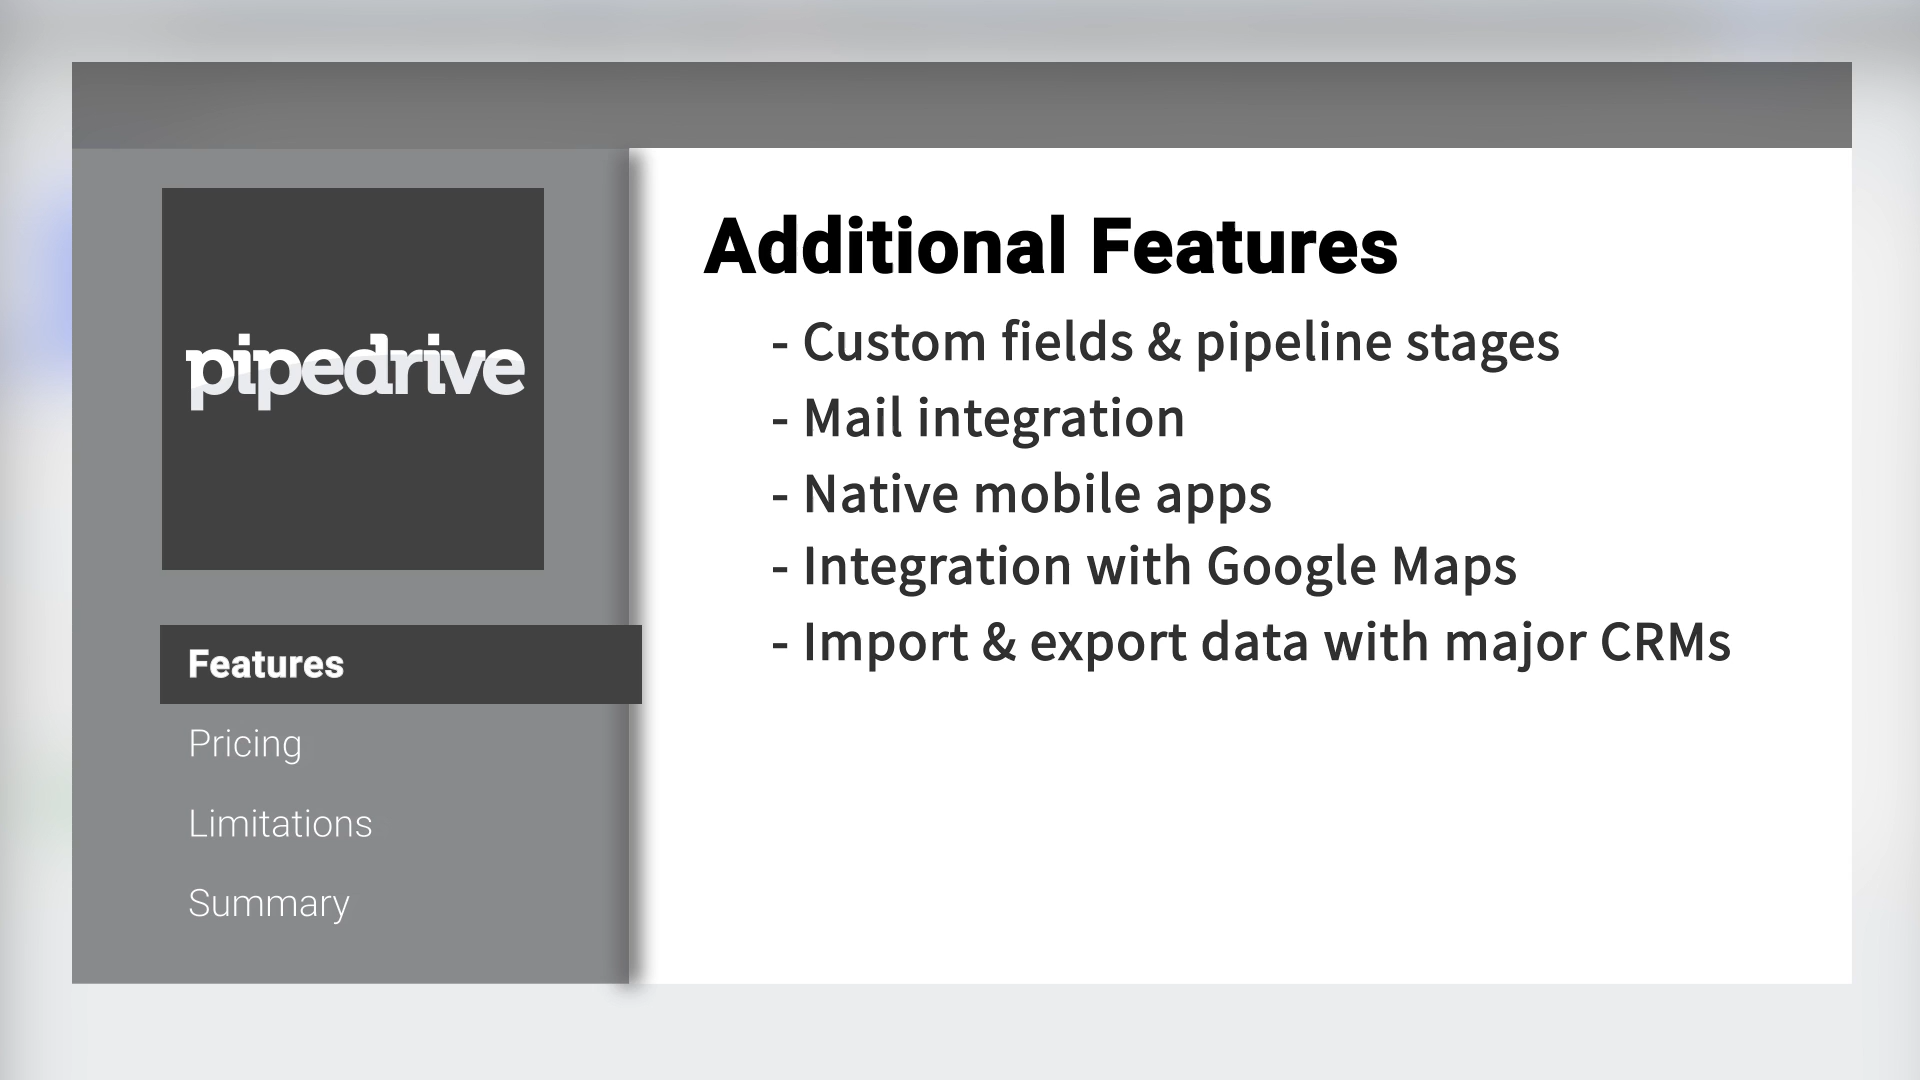 pipedrive
Features
Pricing
Limitations
Summary
Additional Features
- Custom fields & pipeline stages
- Mail integration
- Native mobile apps
- Integration with Google Maps
- Import & export data with major CRMs